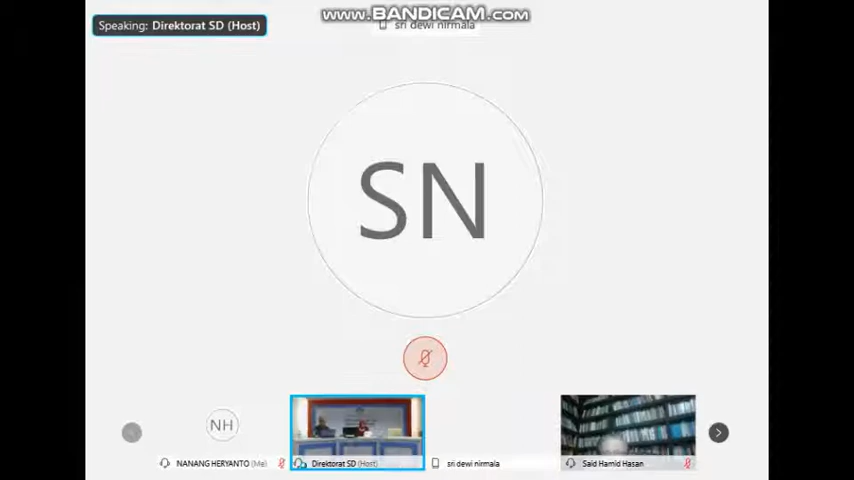 www.BANDICAM.com
Speaking: Direktorat SD (Host)
sri dewi nirmala
SN
NH
NANANG HERYANTO (Me)
Direktorat SD (Host)
sri dewi nirmala
Said Hamid Hasan